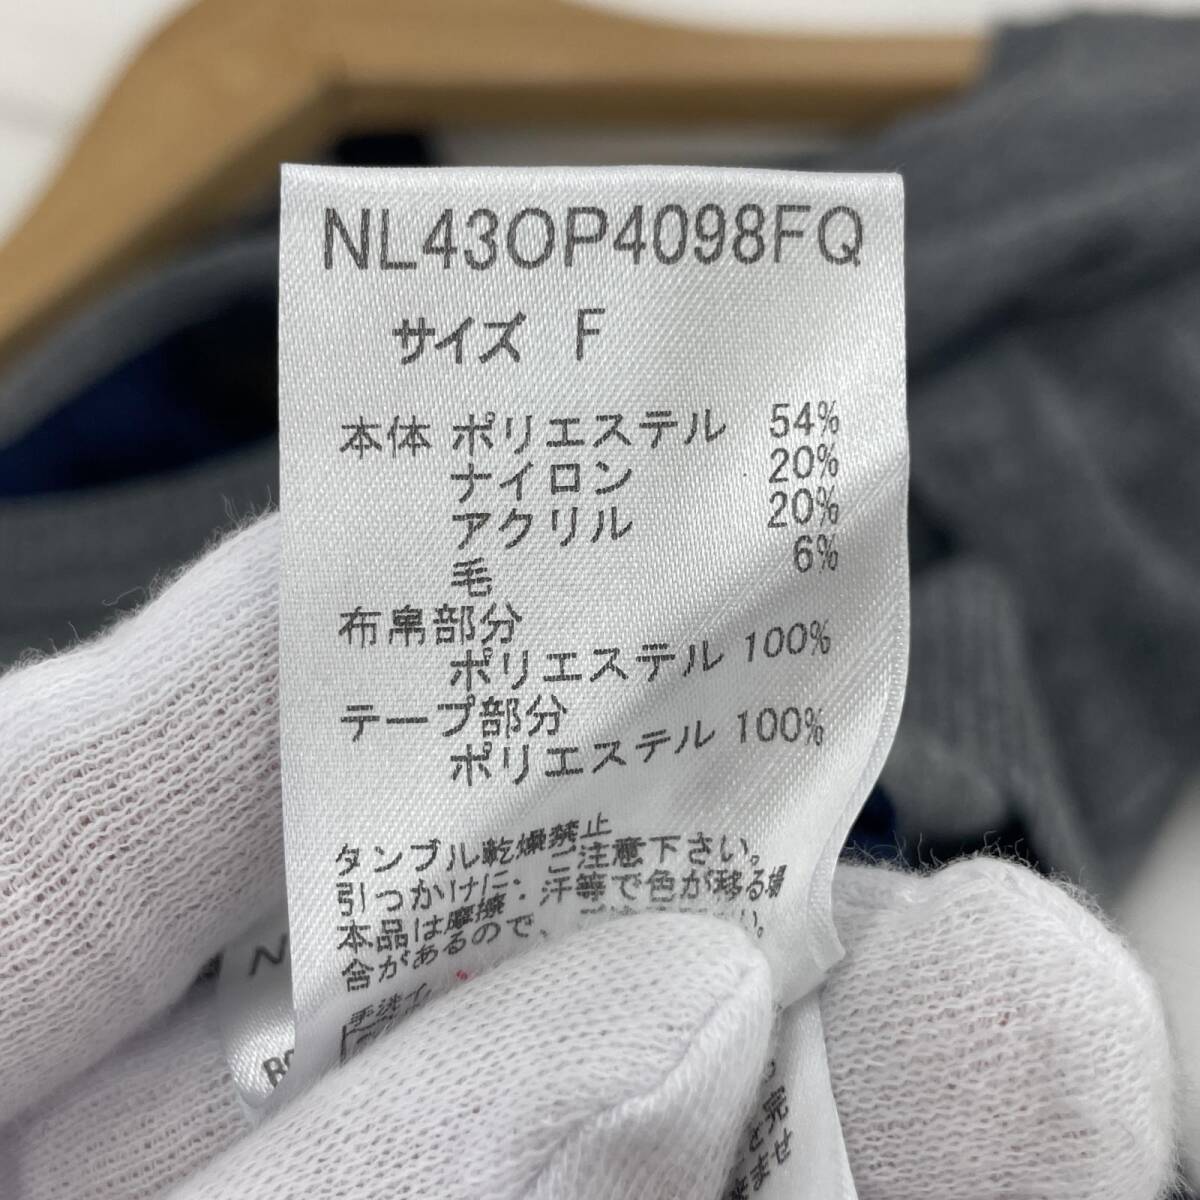 NL43OP4098FQ
サイズ F
本体 ポリエステル 54%
ナイロン 20%
アクリル 20%
毛 6%
布帛部分
ポリエステル 100%
テープ部分
ポリエステル 100%
タンブル乾燥禁止
引っかけに、ご注意下さい。
本品は摩擦、汗等で色が移る場
合があるので、
手洗イ